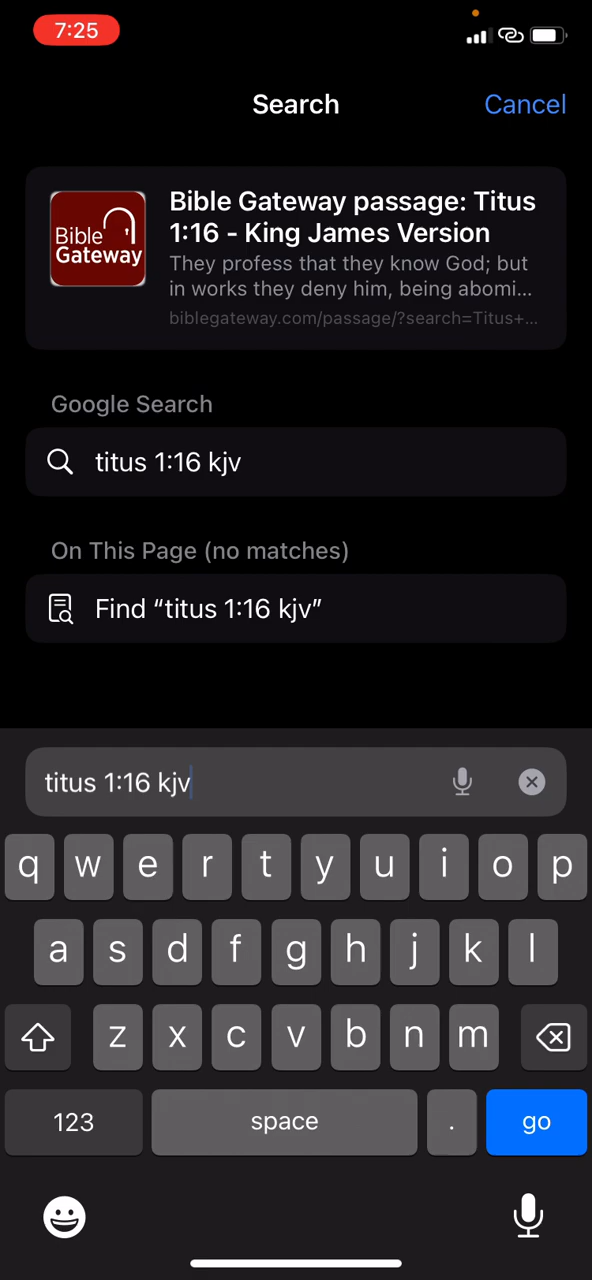 7:25
Search
Cancel
Bible Gateway
Bible Gateway passage: Titus
1:16 - King James Version
They profess that they know God; but
in works they deny him, being abomi...
biblegateway.com/passage/?search=Titus+...
Google Search
titus 1:16 kjv
On This Page (no matches)
Find “titus 1:16 kjv”
titus 1:16 kjv
q w e r t y u i o p
a s d f g h j k l
z x c v b n m
123 space . go